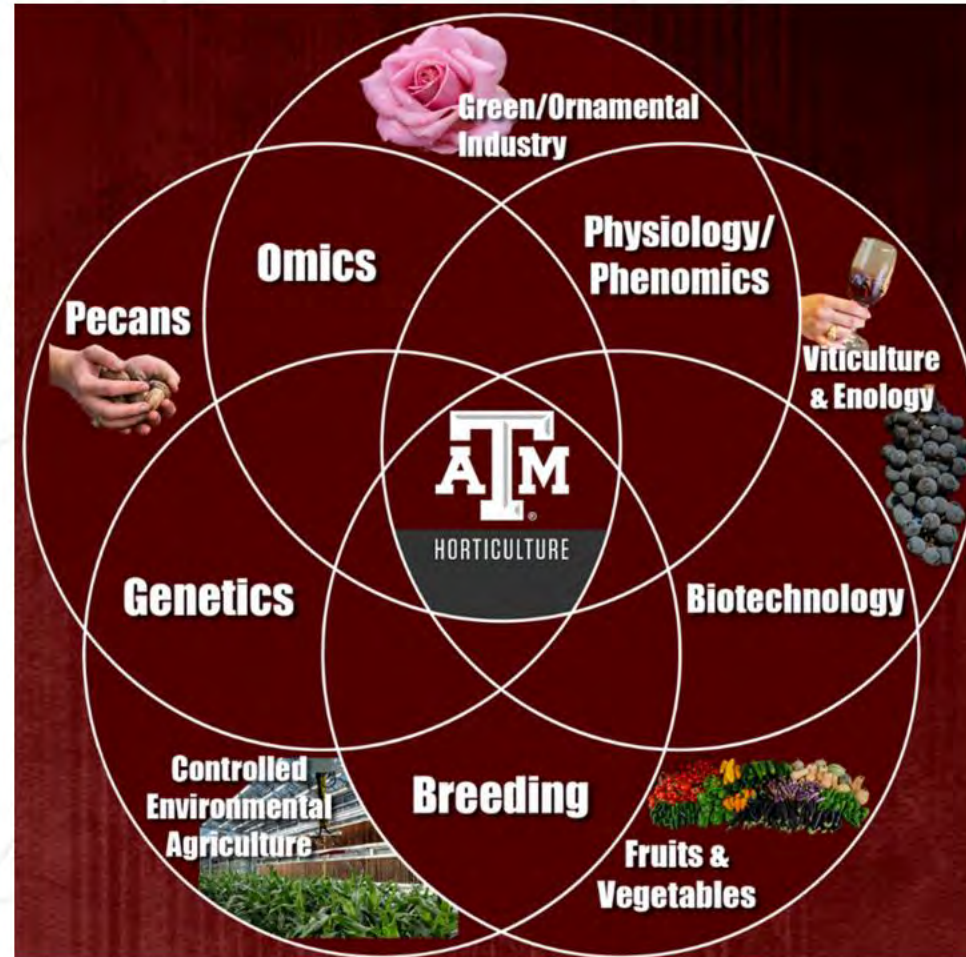 Green/Ornamental
Industry
Omics
Physiology/
Phenomics
Pecans
Viticulture
& Enology
ATM
®
HORTICULTURE
Genetics
Biotechnology
Controlled
Environmental
Agriculture
Breeding
Fruits &
Vegetables